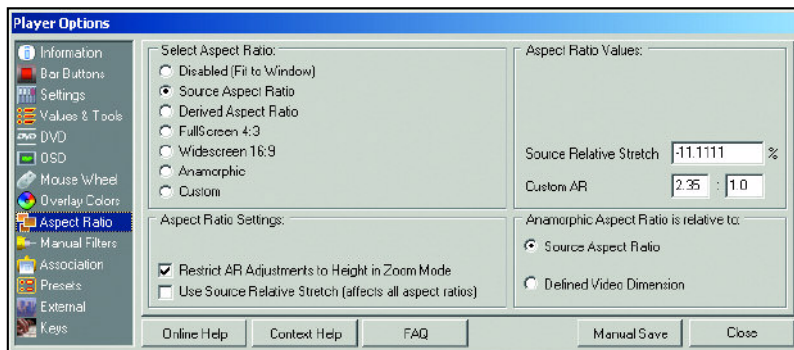 Player Options
Information
Bar Buttons
Settings
Values & Tools
DVD DVD
OSD
Mouse Wheel
Overlay Colors
Aspect Ratio
Manual Filters
Association
Presets
External
Keys
Select Aspect Ratio:
Disabled (Fit to Window)
Source Aspect Ratio
Derived Aspect Ratio
FullScreen 4:3
Widescreen 16:9
Anamorphic
Custom
Aspect Ratio Values:
Source Relative Stretch -11.1111 %
Custom AR 2.35 : 1.0
Aspect Ratio Settings:
Restrict AR Adjustments to Height in Zoom Mode
Use Source Relative Stretch (affects all aspect ratios)
Anamorphic Aspect Ratio is relative to:
Source Aspect Ratio
Defined Video Dimension
Online Help Context Help FAQ Manual Save Close